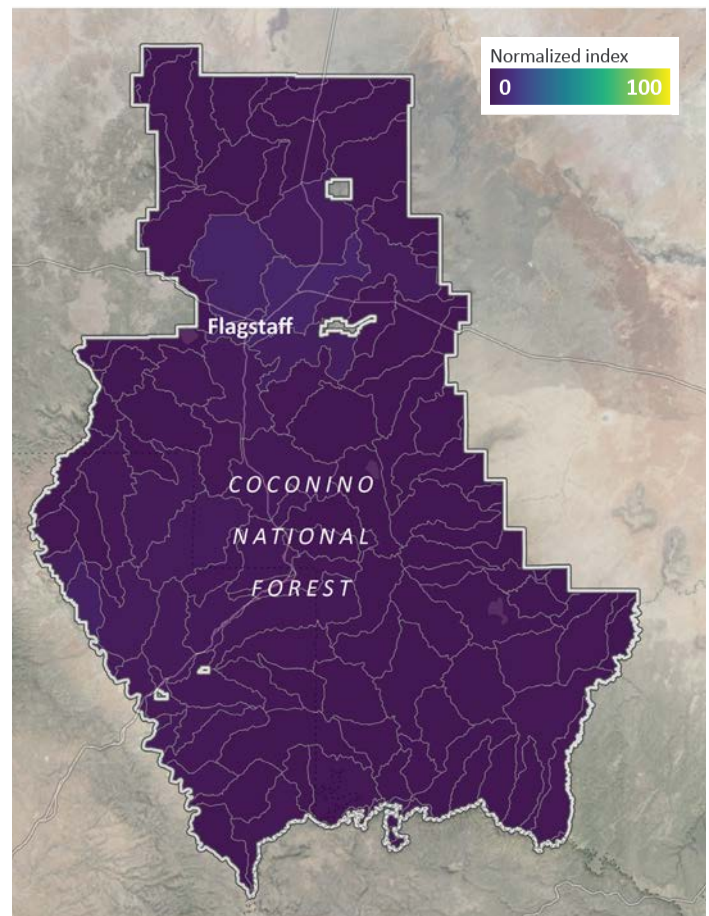 Normalized index
0 100
Flagstaff
COCONINO
NATIONAL
FOREST